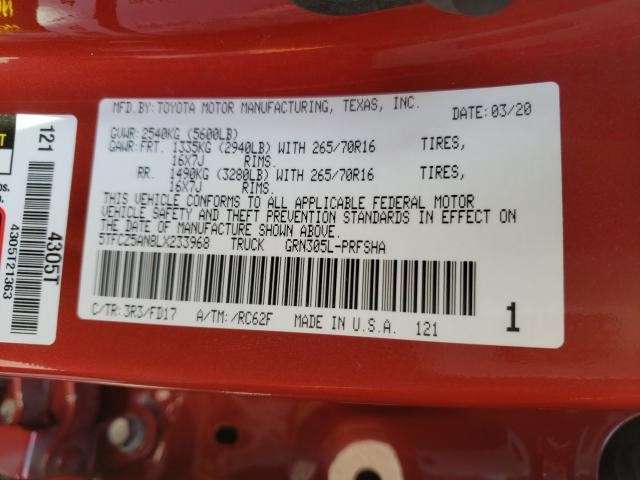 MFD.BY:TOYOTA MOTOR MANUFACTURING, TEXAS, INC. DATE:03/20
GVWR:2540KG (5600LB)
GAWR:FRT. 1335KG (2940LB) WITH 265/70R16 TIRES,
16X7J RIMS.
RR. 1490KG (3280LB) WITH 265/70R16 TIRES,
16X7J RIMS.
THIS VEHICLE CONFORMS TO ALL APPLICABLE FEDERAL MOTOR
VEHICLE SAFETY AND THEFT PREVENTION STANDARDS IN EFFECT ON
THE DATE OF MANUFACTURE SHOWN ABOVE.
5TFCZ5AN8LX233968 TRUCK GRN305L-PRFSHA
C/TR:3R3/FD17 A/TM:/RC62F MADE IN U.S.A. 121 1
121
4305T
4305T21363